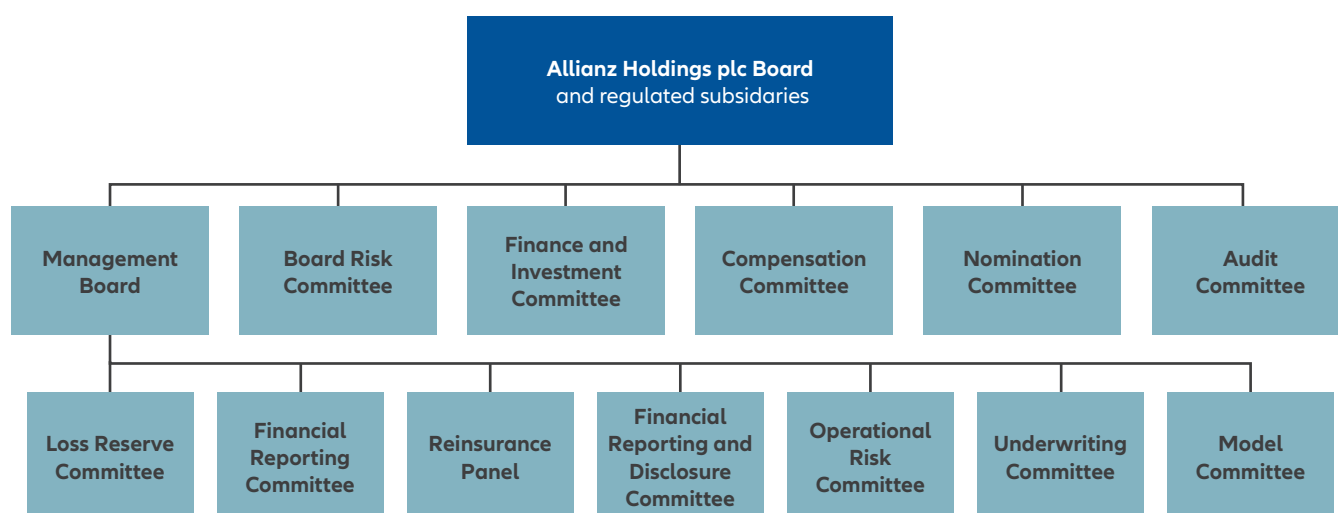 Allianz Holdings plc Board
and regulated subsidaries
Management
Board
Board Risk
Committee
Finance and
Investment
Committee
Compensation
Committee
Nomination
Committee
Audit
Committee
Loss Reserve
Committee
Financial
Reporting
Committee
Reinsurance
Panel
Financial
Reporting and
Disclosure
Committee
Operational
Risk
Committee
Underwriting
Committee
Model
Committee